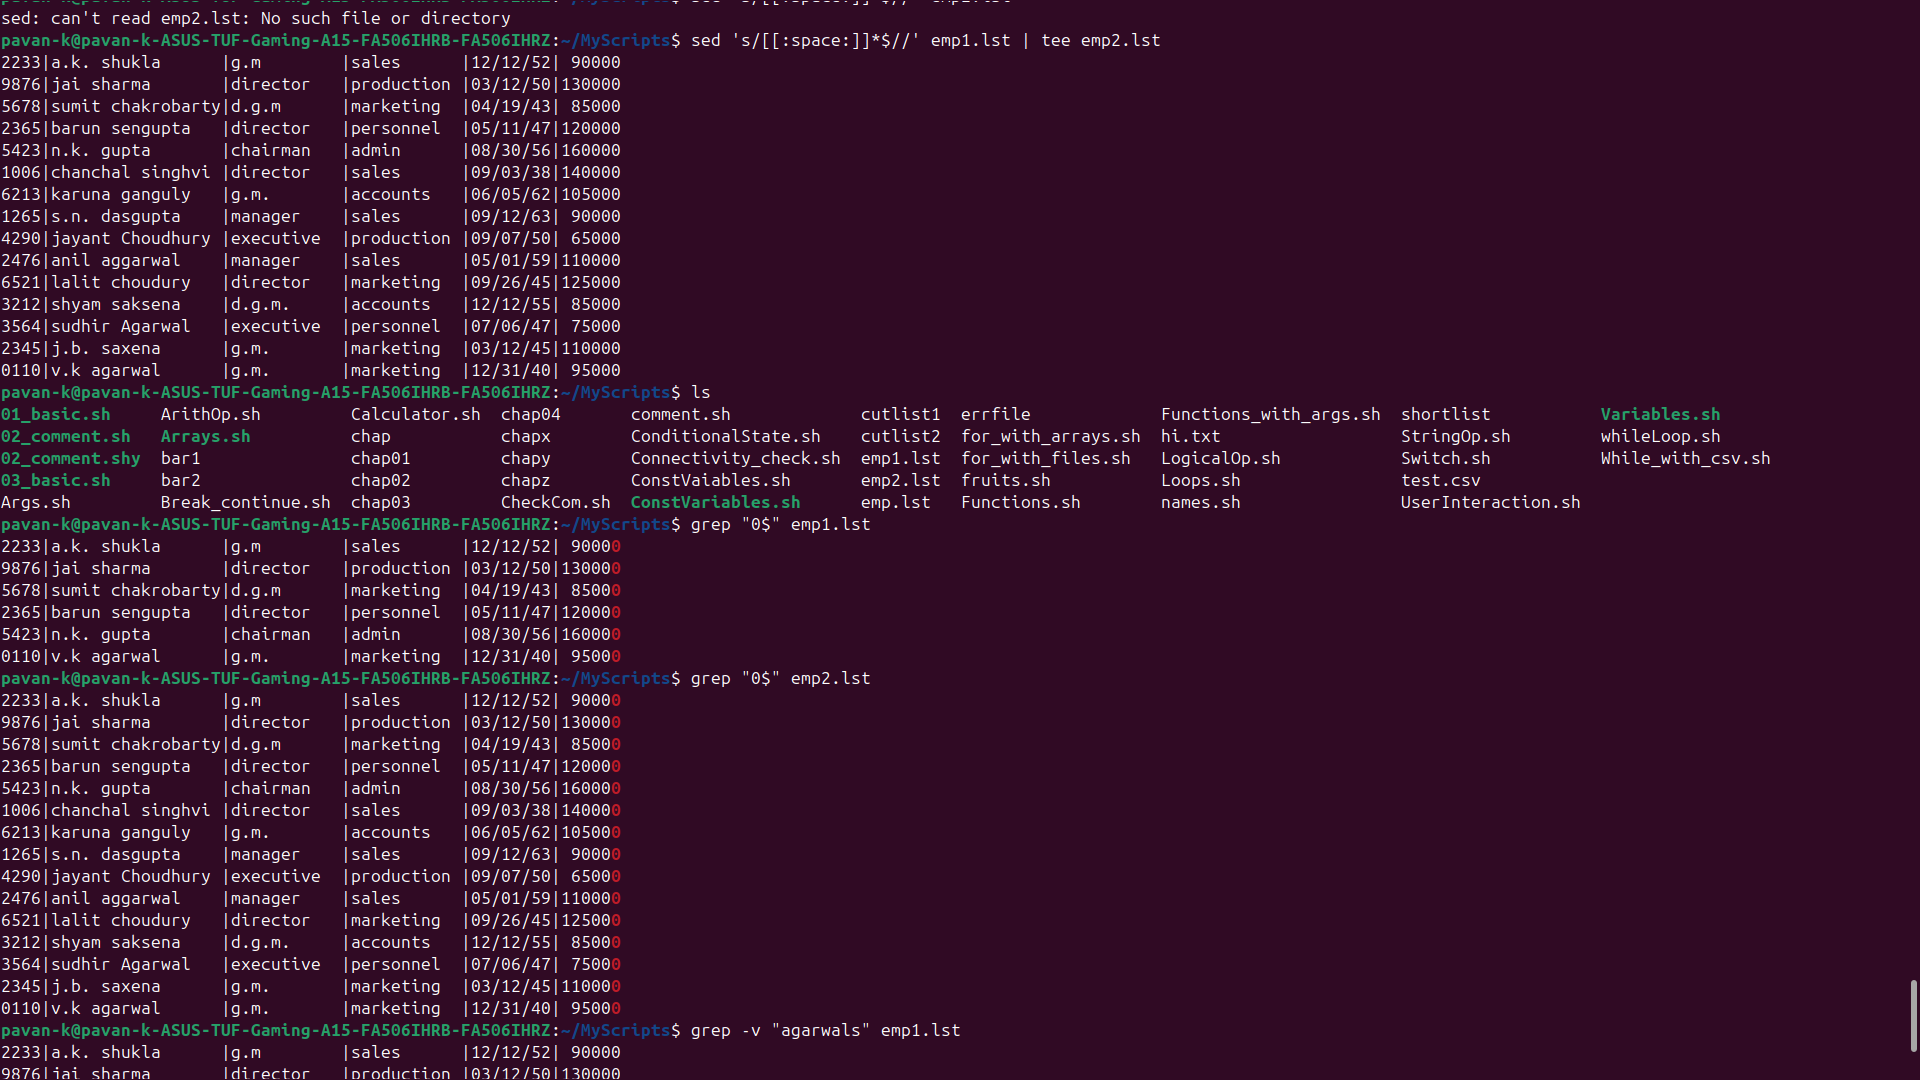 sed: can't read emp2.lst: No such file or directory
pavan-k@pavan-k-ASUS-TUF-Gaming-A15-FA506IHRB-FA506IHRZ:~/MyScripts$ sed 's/[[:space:]]*$//' emp1.lst | tee emp2.lst
2233|a.k. shukla      |g.m        |sales      |12/12/52| 90000
9876|jai sharma       |director   |production |03/12/50|130000
5678|sumit chakrobarty|d.g.m      |marketing  |04/19/43| 85000
2365|barun sengupta   |director   |personnel  |05/11/47|120000
5423|n.k. gupta       |chairman   |admin      |08/30/56|160000
1006|chanchal singhvi |director   |sales      |09/03/38|140000
6213|karuna ganguly   |g.m.       |accounts   |06/05/62|105000
1265|s.n. dasgupta    |manager    |sales      |09/12/63| 90000
4290|jayant Choudhury |executive  |production |09/07/50| 65000
2476|anil aggarwal    |manager    |sales      |05/01/59|110000
6521|lalit choudury   |director   |marketing  |09/26/45|125000
3212|shyam saksena    |d.g.m.     |accounts   |12/12/55| 85000
3564|sudhir Agarwal   |executive  |personnel  |07/06/47| 75000
2345|j.b. saxena      |g.m.       |marketing  |03/12/45|110000
0110|v.k agarwal      |g.m.       |marketing  |12/31/40| 95000
pavan-k@pavan-k-ASUS-TUF-Gaming-A15-FA506IHRB-FA506IHRZ:~/MyScripts$ ls
01_basic.sh     ArithOp.sh         Calculator.sh  chap04       comment.sh             cutlist1  errfile             Functions_with_args.sh  shortlist           Variables.sh
02_comment.sh   Arrays.sh          chap           chapx        ConditionalState.sh    cutlist2  for_with_arrays.sh  hi.txt                  StringOp.sh         whileLoop.sh
02_comment.shy  bar1               chap01         chapy        Connectivity_check.sh  emp1.lst  for_with_files.sh   LogicalOp.sh            Switch.sh           While_with_csv.sh
03_basic.sh     bar2               chap02         chapz        ConstVaiables.sh       emp2.lst  fruits.sh           Loops.sh                test.csv
Args.sh         Break_continue.sh  chap03         CheckCom.sh  ConstVariables.sh      emp.lst   Functions.sh        names.sh                UserInteraction.sh
pavan-k@pavan-k-ASUS-TUF-Gaming-A15-FA506IHRB-FA506IHRZ:~/MyScripts$ grep "0$" emp1.lst
2233|a.k. shukla      |g.m        |sales      |12/12/52| 90000
9876|jai sharma       |director   |production |03/12/50|130000
5678|sumit chakrobarty|d.g.m      |marketing  |04/19/43| 85000
2365|barun sengupta   |director   |personnel  |05/11/47|120000
5423|n.k. gupta       |chairman   |admin      |08/30/56|160000
0110|v.k agarwal      |g.m.       |marketing  |12/31/40| 95000
pavan-k@pavan-k-ASUS-TUF-Gaming-A15-FA506IHRB-FA506IHRZ:~/MyScripts$ grep "0$" emp2.lst
2233|a.k. shukla      |g.m        |sales      |12/12/52| 90000
9876|jai sharma       |director   |production |03/12/50|130000
5678|sumit chakrobarty|d.g.m      |marketing  |04/19/43| 85000
2365|barun sengupta   |director   |personnel  |05/11/47|120000
5423|n.k. gupta       |chairman   |admin      |08/30/56|160000
1006|chanchal singhvi |director   |sales      |09/03/38|140000
6213|karuna ganguly   |g.m.       |accounts   |06/05/62|105000
1265|s.n. dasgupta    |manager    |sales      |09/12/63| 90000
4290|jayant Choudhury |executive  |production |09/07/50| 65000
2476|anil aggarwal    |manager    |sales      |05/01/59|110000
6521|lalit choudury   |director   |marketing  |09/26/45|125000
3212|shyam saksena    |d.g.m.     |accounts   |12/12/55| 85000
3564|sudhir Agarwal   |executive  |personnel  |07/06/47| 75000
2345|j.b. saxena      |g.m.       |marketing  |03/12/45|110000
0110|v.k agarwal      |g.m.       |marketing  |12/31/40| 95000
pavan-k@pavan-k-ASUS-TUF-Gaming-A15-FA506IHRB-FA506IHRZ:~/MyScripts$ grep -v "agarwals" emp1.lst
2233|a.k. shukla      |g.m        |sales      |12/12/52| 90000
9876|jai sharma       |director   |production |03/12/50|130000